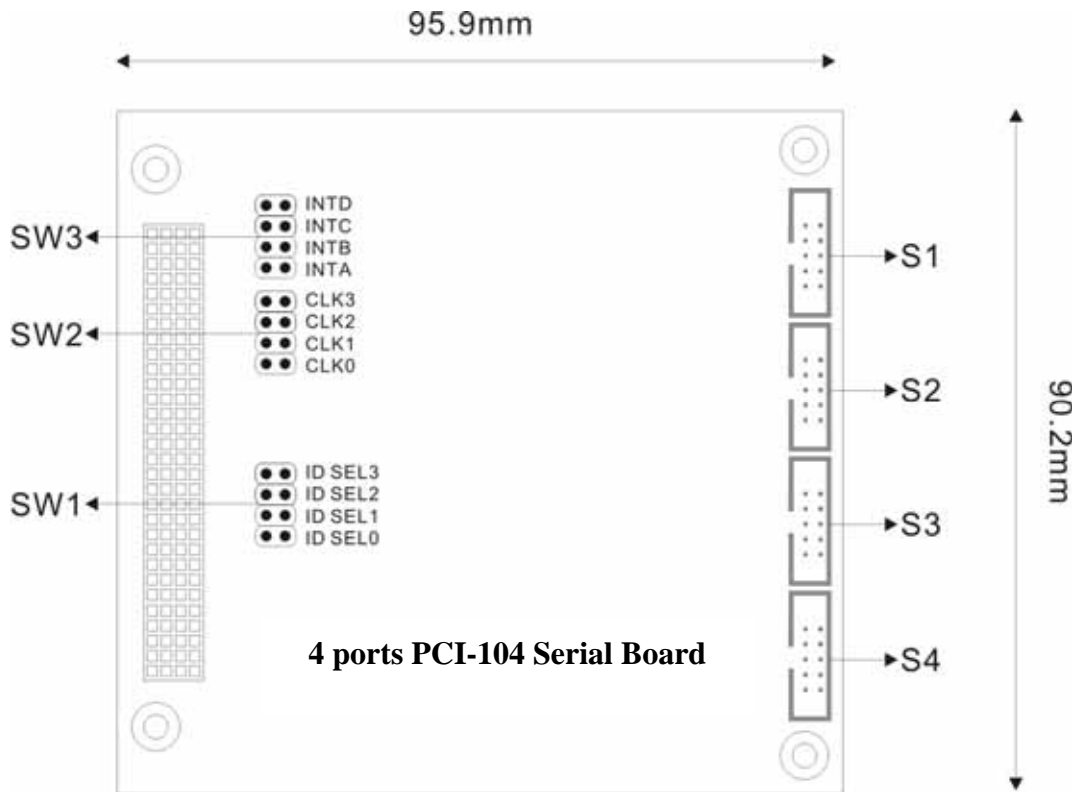 95.9mm
INTD
INTC
SW3
INTB
INTA
S1
CLK3
CLK2
SW2
CLK1
CLK0
S2
90.2mm
ID SEL3
ID SEL2
SW1
ID SEL1
ID SEL0
S3
4 ports PCI-104 Serial Board
S4